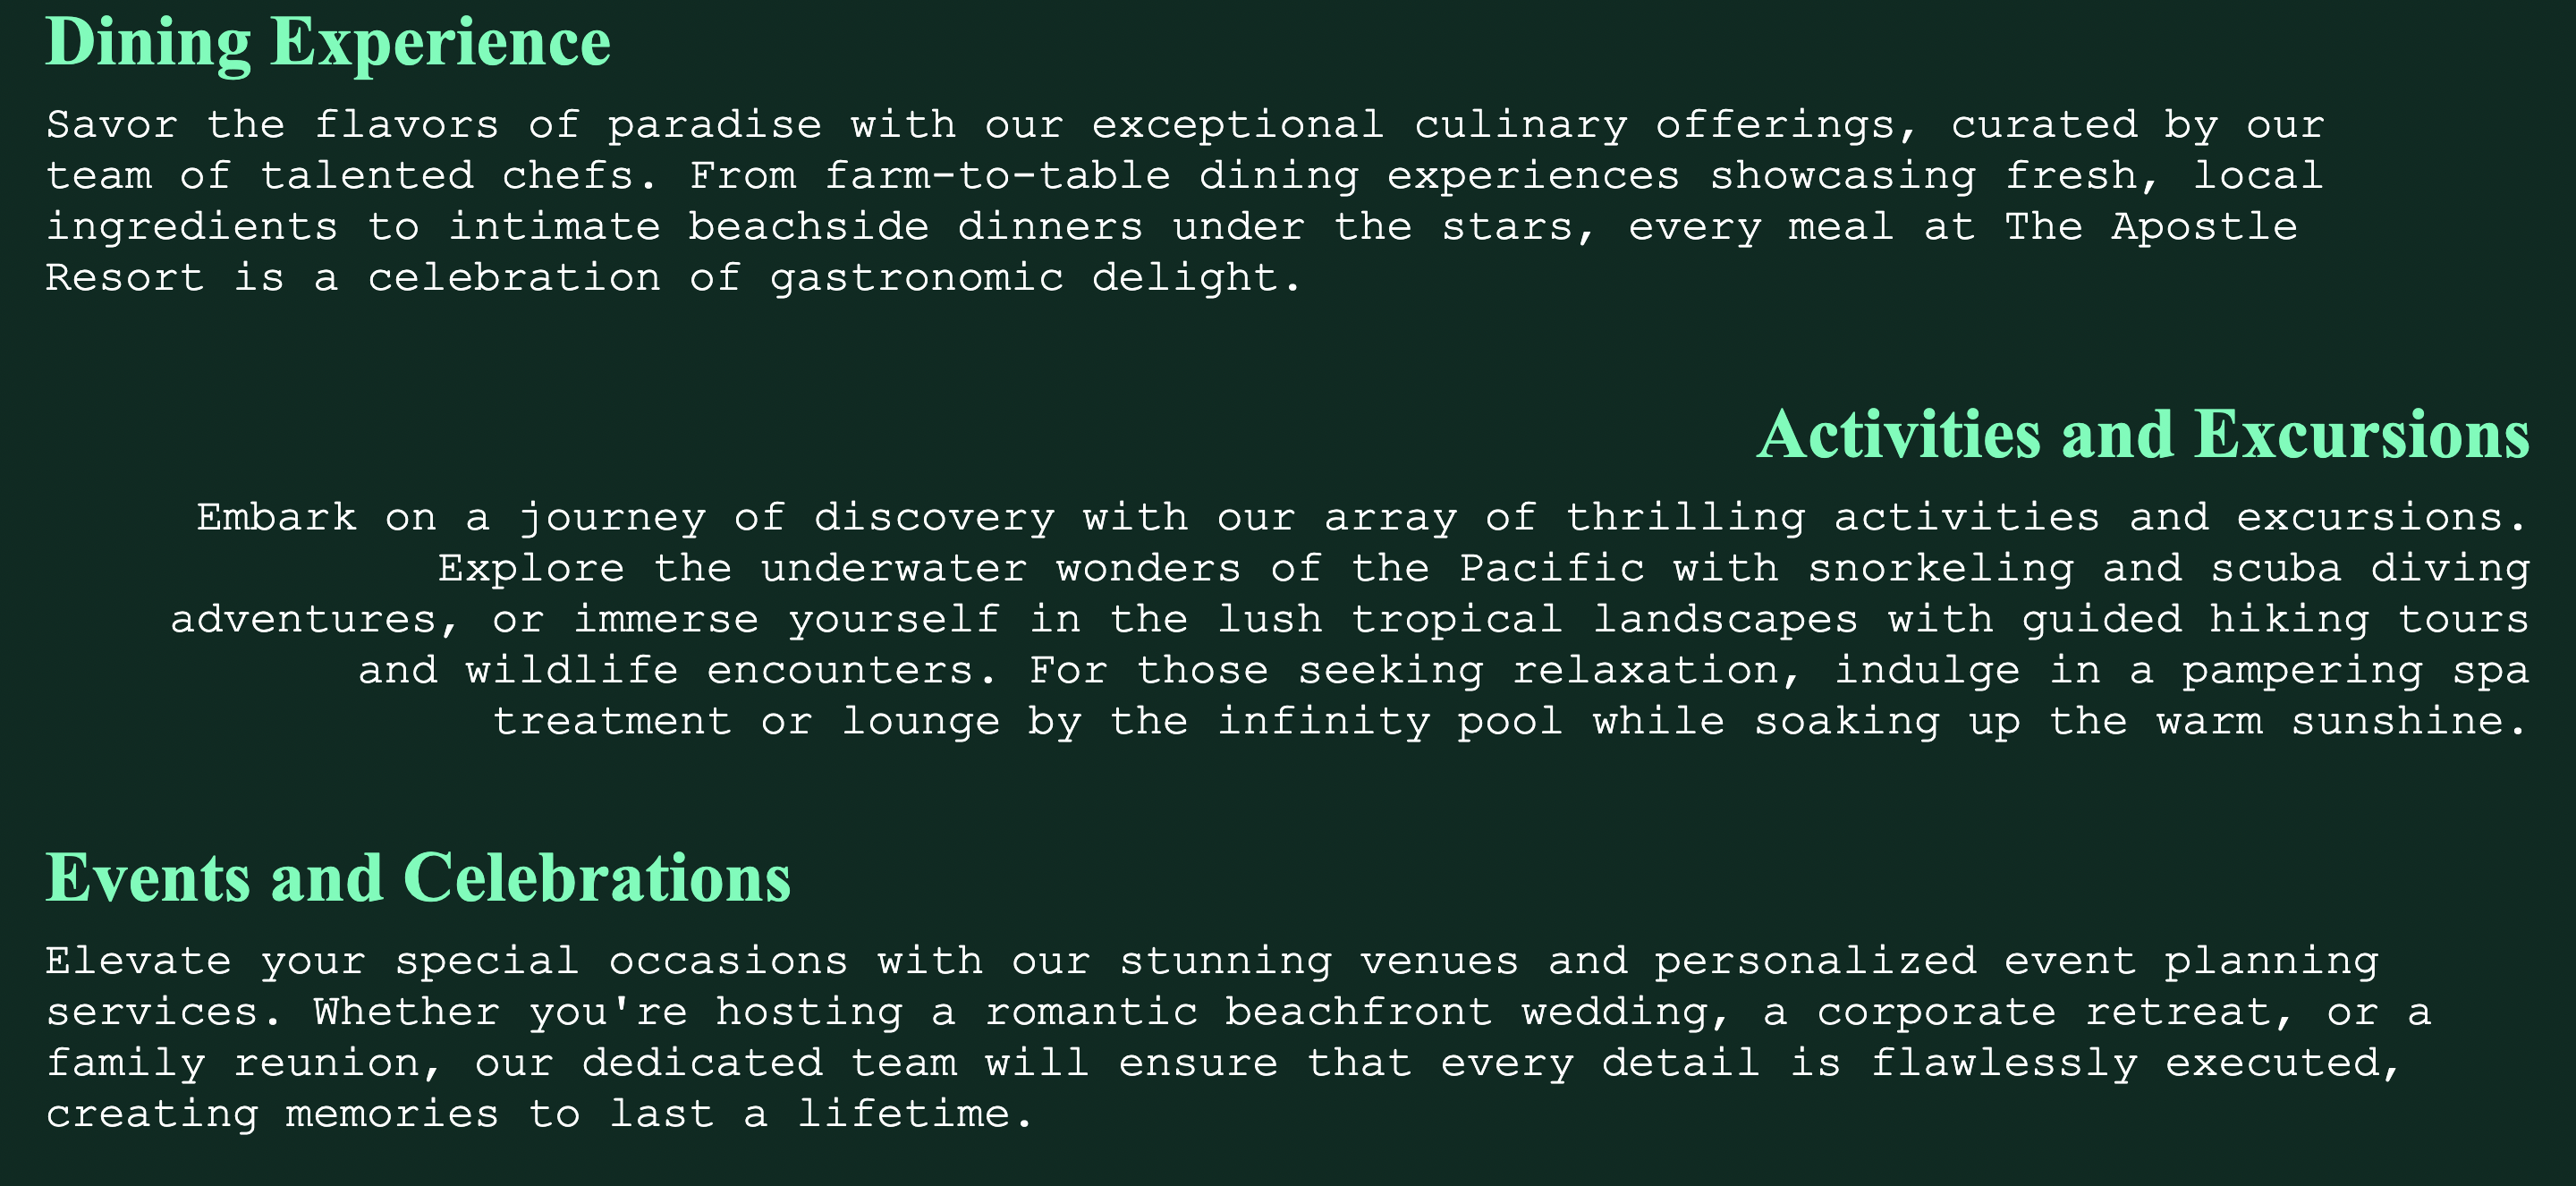 Dining Experience
Savor the flavors of paradise with our exceptional culinary offerings, curated by our
team of talented chefs. From farm-to-table dining experiences showcasing fresh, local
ingredients to intimate beachside dinners under the stars, every meal at The Apostle
Resort is a celebration of gastronomic delight.
Activities and Excursions
Embark on a journey of discovery with our array of thrilling activities and excursions.
Explore the underwater wonders of the Pacific with snorkeling and scuba diving
adventures, or immerse yourself in the lush tropical landscapes with guided hiking tours
and wildlife encounters. For those seeking relaxation, indulge in a pampering spa
treatment or lounge by the infinity pool while soaking up the warm sunshine.
Events and Celebrations
Elevate your special occasions with our stunning venues and personalized event planning
services. Whether you're hosting a romantic beachfront wedding, a corporate retreat, or a
family reunion, our dedicated team will ensure that every detail is flawlessly executed,
creating memories to last a lifetime.